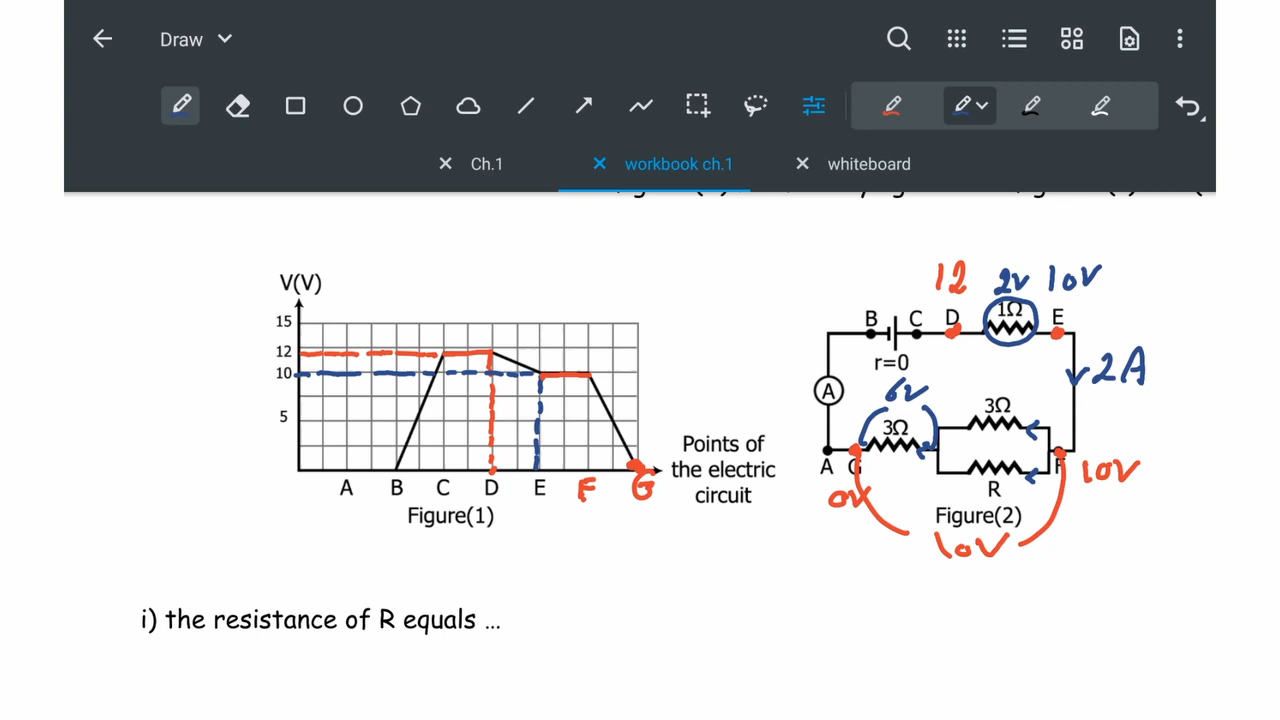 Draw
Ch.1
workbook ch.1
whiteboard
V(V)
15
12
10
5
A B C D E F G
Points of
the electric
circuit
Figure(1)
12 2V 10V
1Ω
B C D E
r=0
A
6V
2A
3Ω
3Ω
A G F
R
0V
10V
Figure(2)
10V
i) the resistance of R equals ...